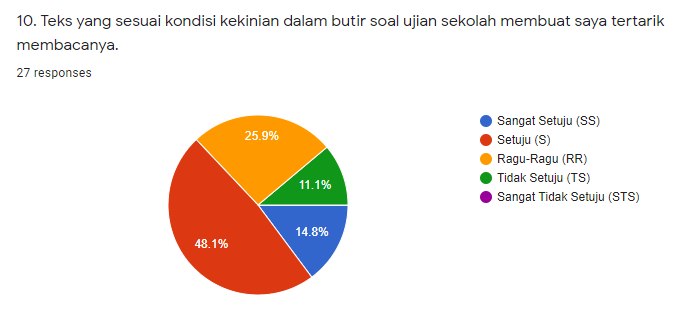 10. Teks yang sesuai kondisi kekinian dalam butir soal ujian sekolah membuat saya tertarik
membacanya.
27 responses
25.9%
11.1%
14.8%
48.1%
Sangat Setuju (SS)
Setuju (S)
Ragu-Ragu (RR)
Tidak Setuju (TS)
Sangat Tidak Setuju (STS)